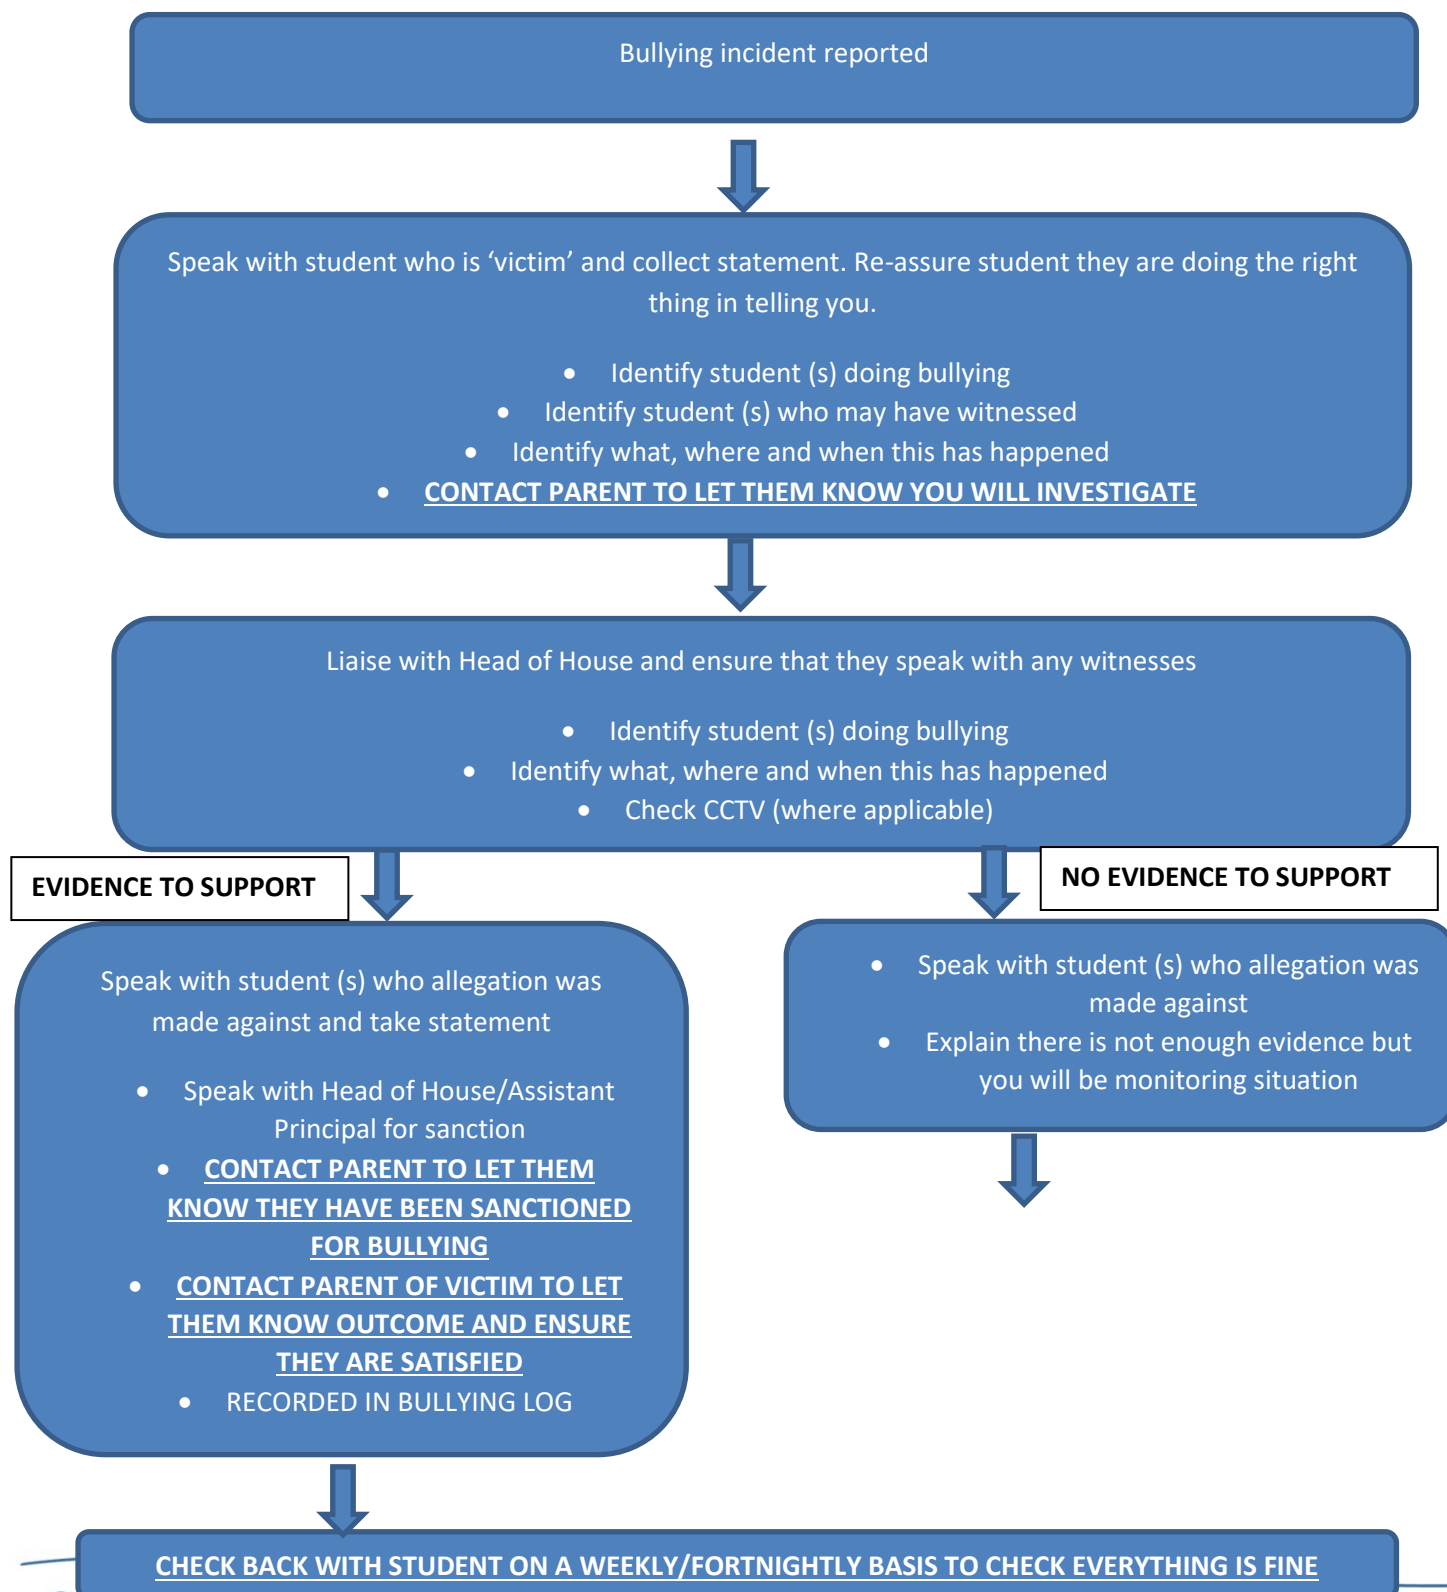 Bullying incident reported
Speak with student who is ‘victim’ and collect statement. Re-assure student they are doing the right
thing in telling you.
• Identify student (s) doing bullying
• Identify student (s) who may have witnessed
• Identify what, where and when this has happened
• CONTACT PARENT TO LET THEM KNOW YOU WILL INVESTIGATE
Liaise with Head of House and ensure that they speak with any witnesses
• Identify student (s) doing bullying
• Identify what, where and when this has happened
• Check CCTV (where applicable)
EVIDENCE TO SUPPORT
Speak with student (s) who allegation was
made against and take statement
• Speak with Head of House/Assistant
Principal for sanction
• CONTACT PARENT TO LET THEM
KNOW THEY HAVE BEEN SANCTIONED
FOR BULLYING
• CONTACT PARENT OF VICTIM TO LET
THEM KNOW OUTCOME AND ENSURE
THEY ARE SATISFIED
• RECORDED IN BULLYING LOG
NO EVIDENCE TO SUPPORT
• Speak with student (s) who allegation was
made against
• Explain there is not enough evidence but
you will be monitoring situation
CHECK BACK WITH STUDENT ON A WEEKLY/FORTNIGHTLY BASIS TO CHECK EVERYTHING IS FINE